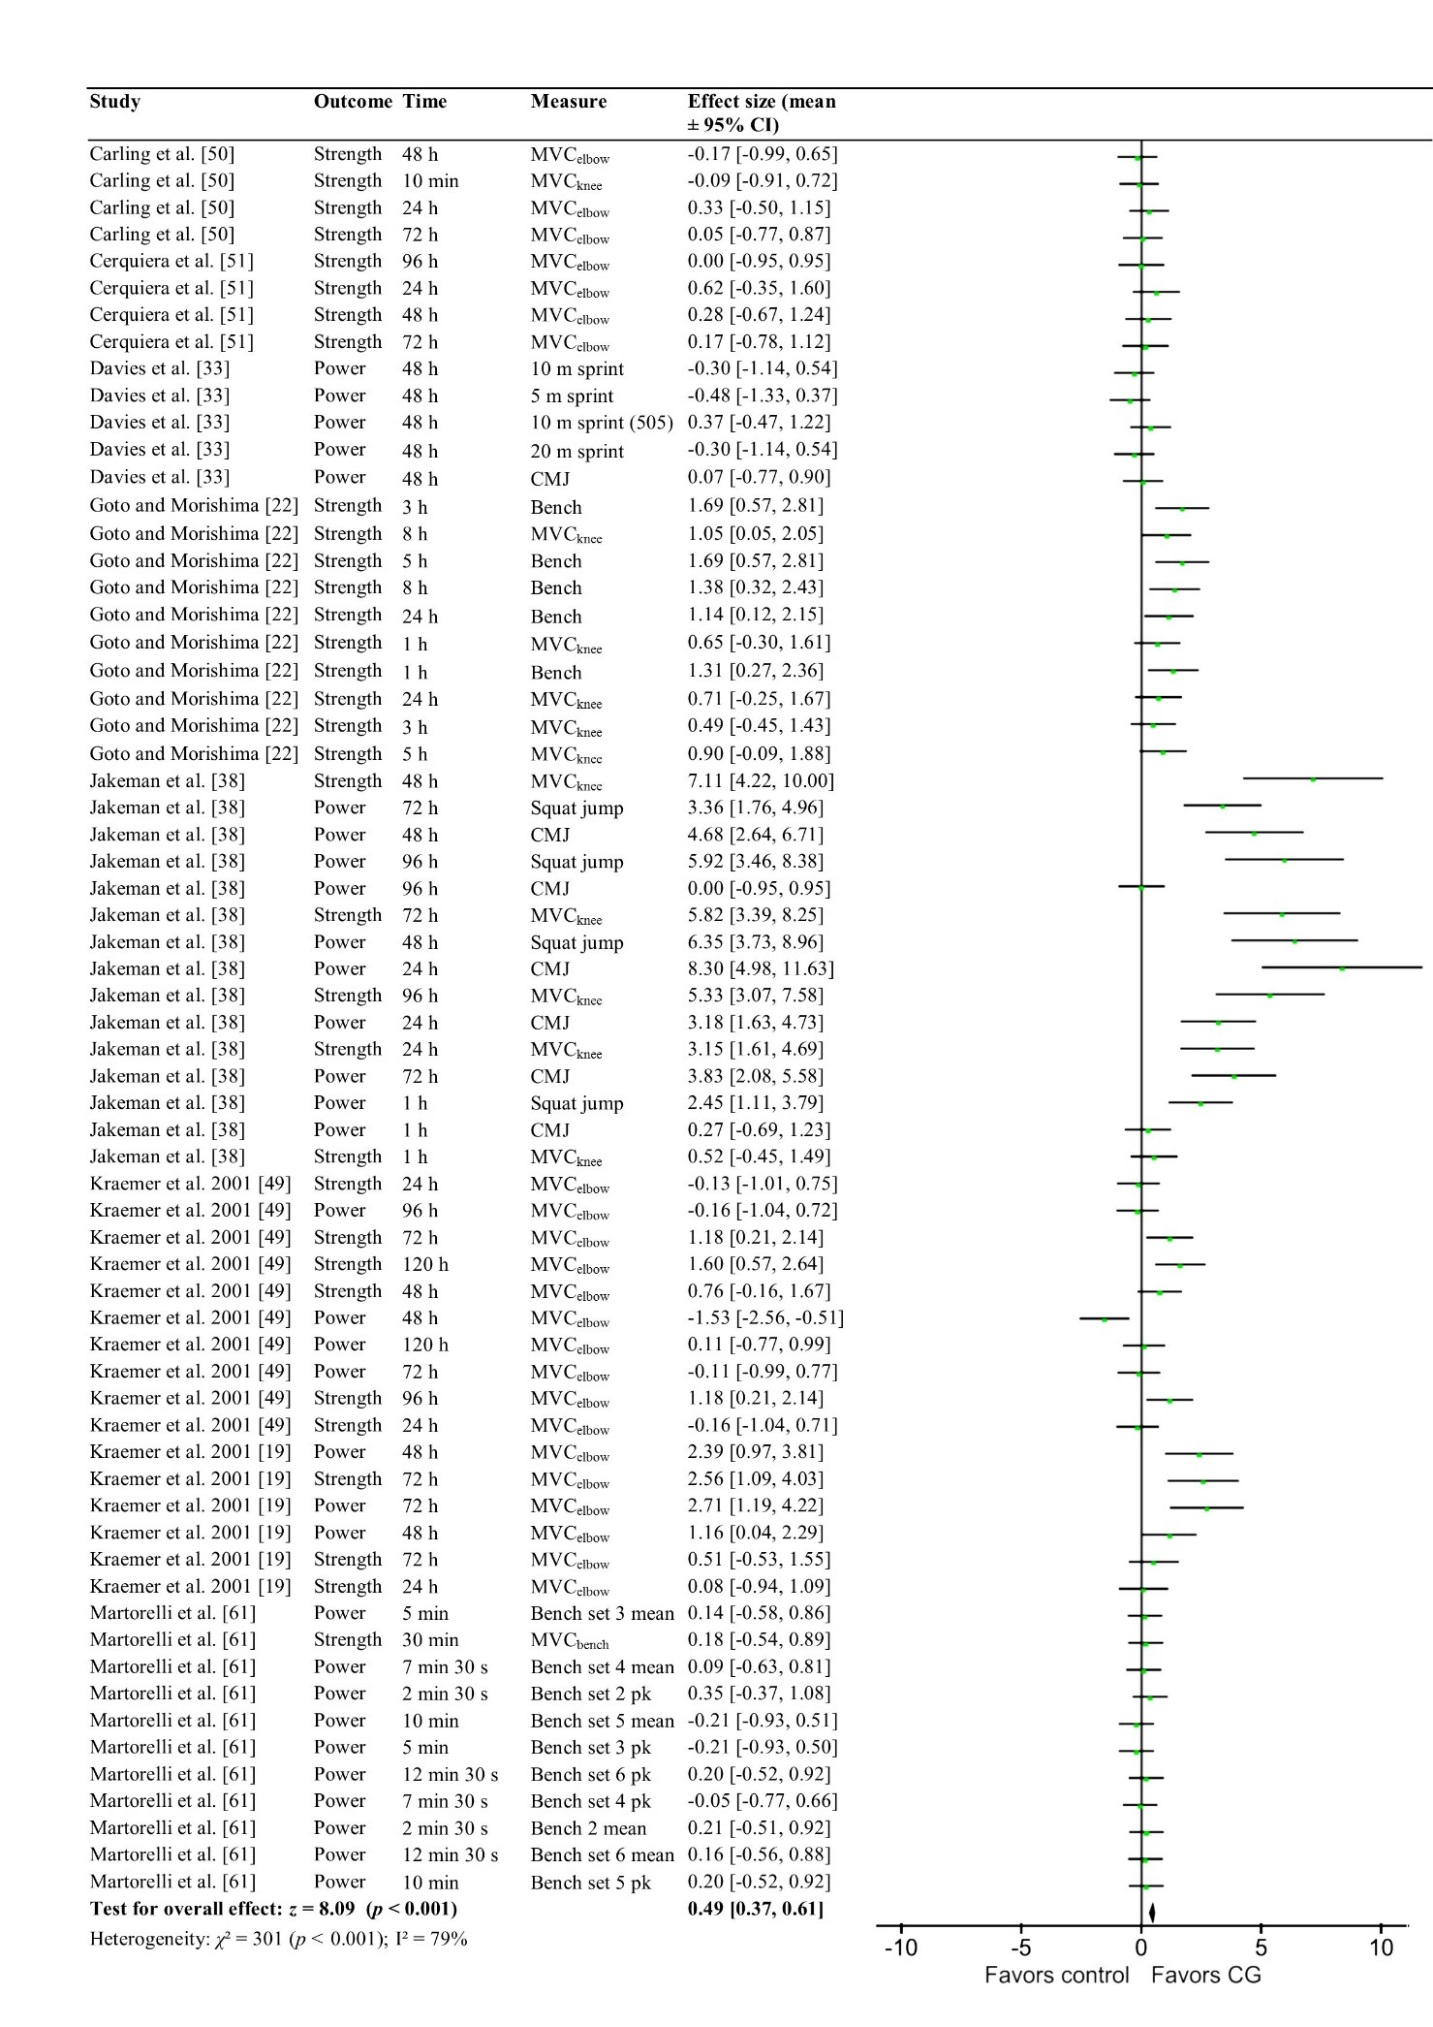 Study Outcome Time Measure Effect size (mean
± 95% CI)
Carling et al. [50] Strength 48 h MVCelbow -0.17 [-0.99, 0.65]
Carling et al. [50] Strength 10 min MVCknee -0.09 [-0.91, 0.72]
Carling et al. [50] Strength 24 h MVCelbow 0.33 [-0.50, 1.15]
Carling et al. [50] Strength 72 h MVCelbow 0.05 [-0.77, 0.87]
Cerquiera et al. [51] Strength 96 h MVCelbow 0.00 [-0.95, 0.95]
Cerquiera et al. [51] Strength 24 h MVCelbow 0.62 [-0.35, 1.60]
Cerquiera et al. [51] Strength 48 h MVCelbow 0.28 [-0.67, 1.24]
Cerquiera et al. [51] Strength 72 h MVCelbow 0.17 [-0.78, 1.12]
Davies et al. [33] Power 48 h 10 m sprint -0.30 [-1.14, 0.54]
Davies et al. [33] Power 48 h 5 m sprint -0.48 [-1.33, 0.37]
Davies et al. [33] Power 48 h 10 m sprint (505) 0.37 [-0.47, 1.22]
Davies et al. [33] Power 48 h 20 m sprint -0.30 [-1.14, 0.54]
Davies et al. [33] Power 48 h CMJ 0.07 [-0.77, 0.90]
Goto and Morishima [22] Strength 3 h Bench 1.69 [0.57, 2.81]
Goto and Morishima [22] Strength 8 h MVCknee 1.05 [0.05, 2.05]
Goto and Morishima [22] Strength 5 h Bench 1.69 [0.57, 2.81]
Goto and Morishima [22] Strength 8 h Bench 1.38 [0.32, 2.43]
Goto and Morishima [22] Strength 24 h Bench 1.14 [0.12, 2.15]
Goto and Morishima [22] Strength 1 h MVCknee 0.65 [-0.30, 1.61]
Goto and Morishima [22] Strength 1 h Bench 1.31 [0.27, 2.36]
Goto and Morishima [22] Strength 24 h MVCknee 0.71 [-0.25, 1.67]
Goto and Morishima [22] Strength 3 h MVCknee 0.49 [-0.45, 1.43]
Goto and Morishima [22] Strength 5 h MVCknee 0.90 [-0.09, 1.88]
Jakeman et al. [38] Strength 48 h MVCknee 7.11 [4.22, 10.00]
Jakeman et al. [38] Power 72 h Squat jump 3.36 [1.76, 4.96]
Jakeman et al. [38] Power 48 h CMJ 4.68 [2.64, 6.71]
Jakeman et al. [38] Power 96 h Squat jump 5.92 [3.46, 8.38]
Jakeman et al. [38] Power 96 h CMJ 0.00 [-0.95, 0.95]
Jakeman et al. [38] Strength 72 h MVCknee 5.82 [3.39, 8.25]
Jakeman et al. [38] Power 48 h Squat jump 6.35 [3.73, 8.96]
Jakeman et al. [38] Power 24 h CMJ 8.30 [4.98, 11.63]
Jakeman et al. [38] Strength 96 h MVCknee 5.33 [3.07, 7.58]
Jakeman et al. [38] Power 24 h CMJ 3.18 [1.63, 4.73]
Jakeman et al. [38] Strength 24 h MVCknee 3.15 [1.61, 4.69]
Jakeman et al. [38] Power 72 h CMJ 3.83 [2.08, 5.58]
Jakeman et al. [38] Power 1 h Squat jump 2.45 [1.11, 3.79]
Jakeman et al. [38] Power 1 h CMJ 0.27 [-0.69, 1.23]
Jakeman et al. [38] Strength 1 h MVCknee 0.52 [-0.45, 1.49]
Kraemer et al. 2001 [49] Strength 24 h MVCelbow -0.13 [-1.01, 0.75]
Kraemer et al. 2001 [49] Power 96 h MVCelbow -0.16 [-1.04, 0.72]
Kraemer et al. 2001 [49] Strength 72 h MVCelbow 1.18 [0.21, 2.14]
Kraemer et al. 2001 [49] Strength 120 h MVCelbow 1.60 [0.57, 2.64]
Kraemer et al. 2001 [49] Strength 48 h MVCelbow 0.76 [-0.16, 1.67]
Kraemer et al. 2001 [49] Power 48 h MVCelbow -1.53 [-2.56, -0.51]
Kraemer et al. 2001 [49] Power 120 h MVCelbow 0.11 [-0.77, 0.99]
Kraemer et al. 2001 [49] Power 72 h MVCelbow -0.11 [-0.99, 0.77]
Kraemer et al. 2001 [49] Strength 96 h MVCelbow 1.18 [0.21, 2.14]
Kraemer et al. 2001 [49] Strength 24 h MVCelbow -0.16 [-1.04, 0.71]
Kraemer et al. 2001 [19] Power 48 h MVCelbow 2.39 [0.97, 3.81]
Kraemer et al. 2001 [19] Strength 72 h MVCelbow 2.56 [1.09, 4.03]
Kraemer et al. 2001 [19] Power 72 h MVCelbow 2.71 [1.19, 4.22]
Kraemer et al. 2001 [19] Power 48 h MVCelbow 1.16 [0.04, 2.29]
Kraemer et al. 2001 [19] Strength 72 h MVCelbow 0.51 [-0.53, 1.55]
Kraemer et al. 2001 [19] Strength 24 h MVCelbow 0.08 [-0.94, 1.09]
Martorelli et al. [61] Power 5 min Bench set 3 mean 0.14 [-0.58, 0.86]
Martorelli et al. [61] Strength 30 min MVCbench 0.18 [-0.54, 0.89]
Martorelli et al. [61] Power 7 min 30 s Bench set 4 mean 0.09 [-0.63, 0.81]
Martorelli et al. [61] Power 2 min 30 s Bench set 2 pk 0.35 [-0.37, 1.08]
Martorelli et al. [61] Power 10 min Bench set 5 mean -0.21 [-0.93, 0.51]
Martorelli et al. [61] Power 5 min Bench set 3 pk -0.21 [-0.93, 0.50]
Martorelli et al. [61] Power 12 min 30 s Bench set 6 pk 0.20 [-0.52, 0.92]
Martorelli et al. [61] Power 7 min 30 s Bench set 4 pk -0.05 [-0.77, 0.66]
Martorelli et al. [61] Power 2 min 30 s Bench 2 mean 0.21 [-0.51, 0.92]
Martorelli et al. [61] Power 12 min 30 s Bench set 6 mean 0.16 [-0.56, 0.88]
Martorelli et al. [61] Power 10 min Bench set 5 pk 0.20 [-0.52, 0.92]
Test for overall effect: z = 8.09 (p < 0.001) 0.49 [0.37, 0.61]
Heterogeneity: χ² = 301 (p < 0.001); I² = 79%
-10 -5 0 5 10
Favors control Favors CG